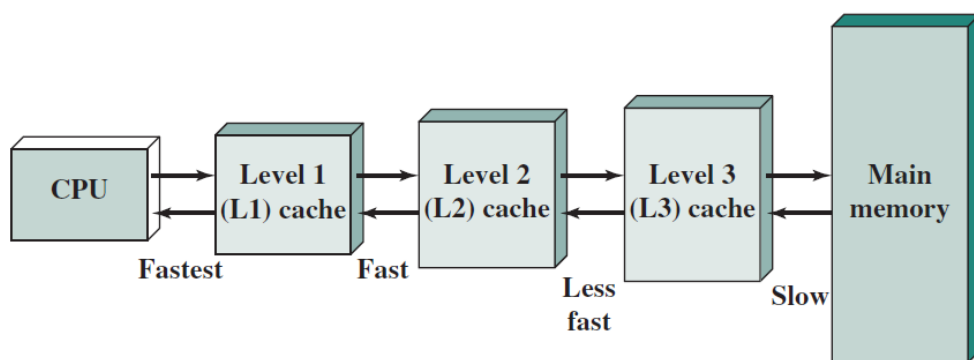 CPU
Level 1
(L1) cache
Level 2
(L2) cache
Level 3
(L3) cache
Main
memory
Fastest
Fast
Less
fast
Slow